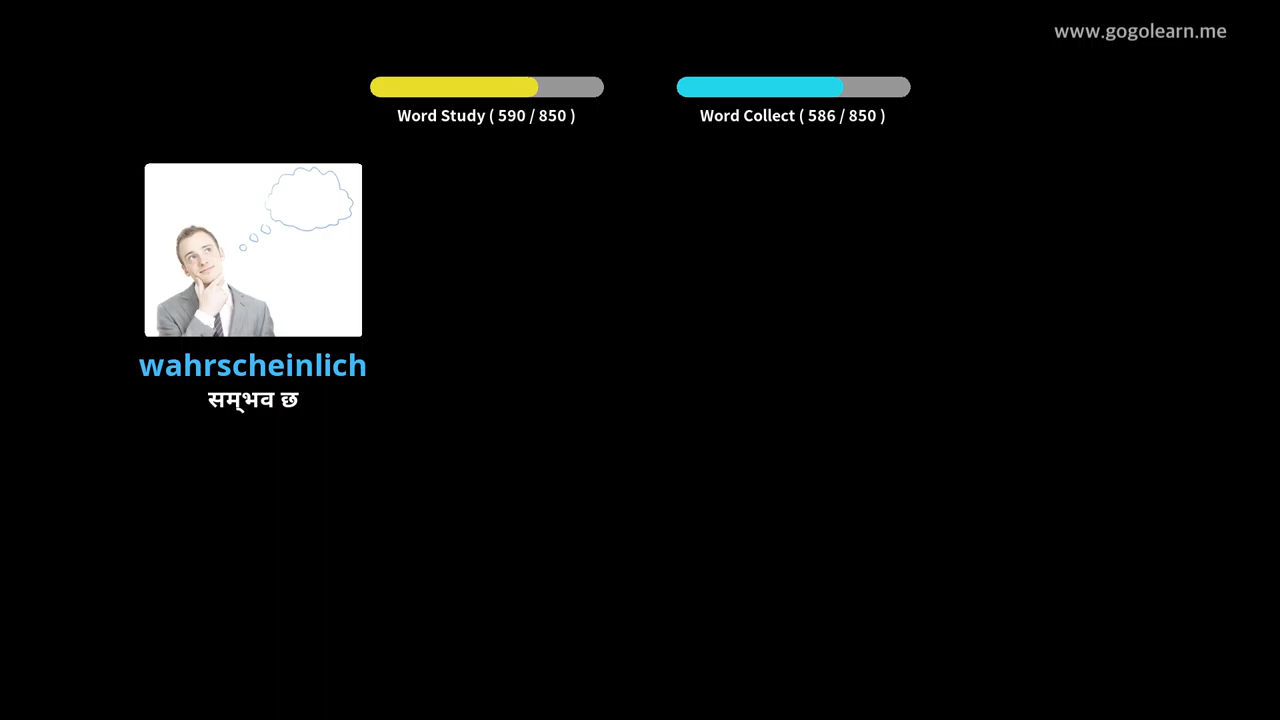 www.gogolearn.me
Word Study ( 590 / 850 )
Word Collect ( 586 / 850 )
wahrscheinlich
सम्‌भव छ